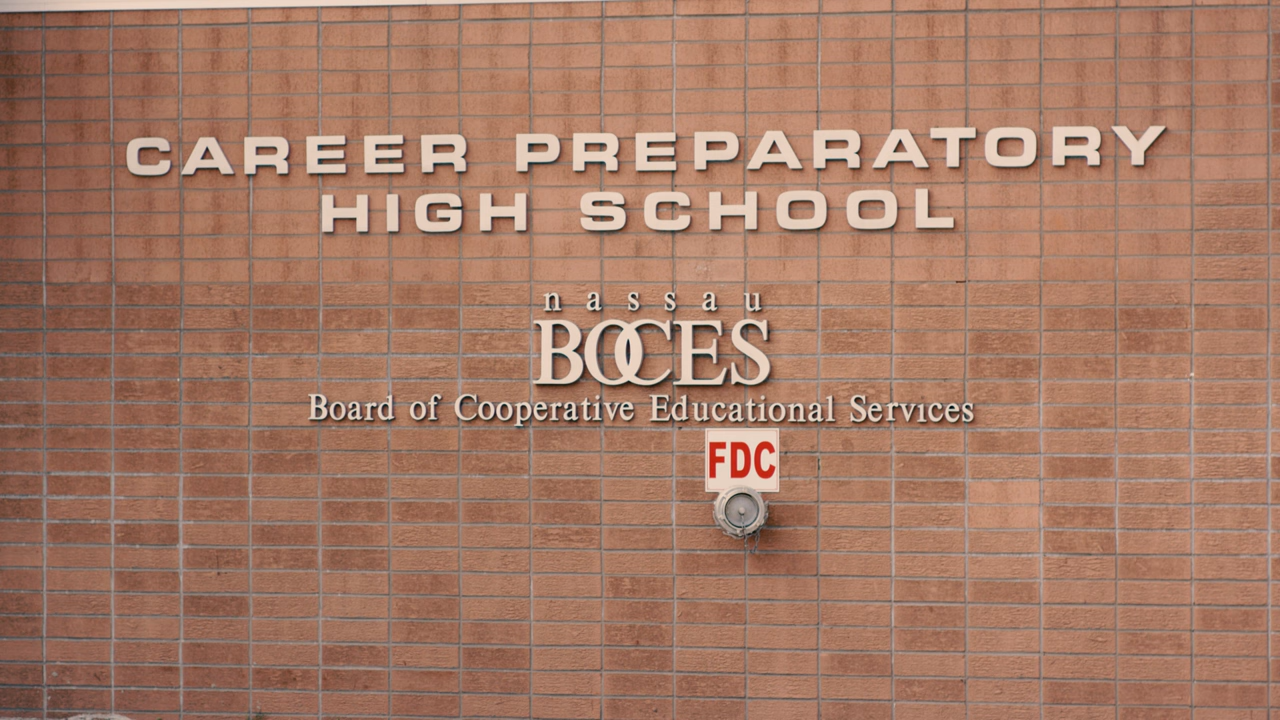 CAREER PREPARATORY
HIGH SCHOOL
nassau
BOCES
Board of Cooperative Educational Services
FDC